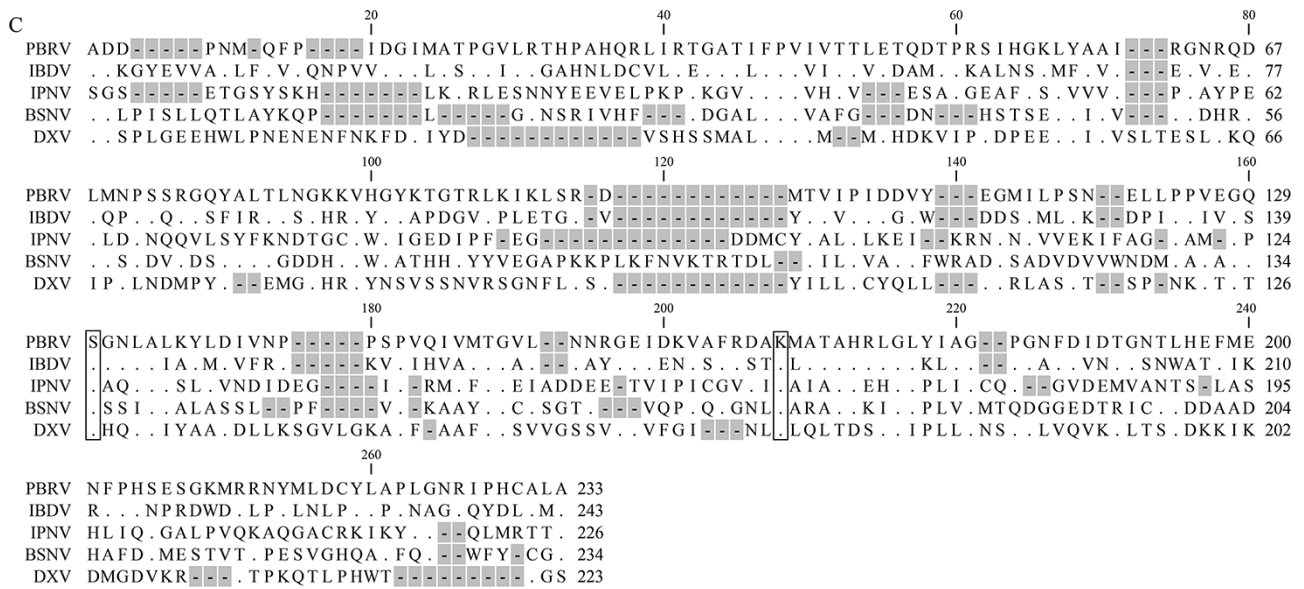 C
20 40 60 80
PBRV ADD-----PNM-QFP----IDGIMATPGVLRTHPAHQRLIRTGATIFPVIVTTLETQDTPRSIHGKLYAAI---RGNRQD 67
IBDV ..KGYEVVA.LF.V.QNPVV...L.S..I..GAHNLDCVL.E...L....VI..V.DAM..KALNS.MF.V.---E.V.E. 77
IPNV SGS-----ETGSYSKH-------LK.RLESNNYEEVELPKP.KGV....VH.V---ESA.GEAF.S.VVV.---P.AYPE 62
BSNV ..LPISLLQTLAYKQP-------L-----G.NSRIVHF---.DGAL...VAFG---DN---HSTSE..I.V---..DHR. 56
DXV ..SPLGEEHWLPNENENFNKFD.IYD------------VSHSSMAL....M--M.HDKVIP.DPEE..I.VSLTESL.KQ 66
100 120 140 160
PBRV LMNPSSRGQYALTLNGKKVHGYKTGTRLKIKLSR-D------------MTVIPIDDVY---EGMILPSN--ELLPPVEGQ 129
IBDV .QP..Q..SFIR..S.HR.Y..APDGV.PLETG.-V------------Y..V...G.W---DDS.ML.K--DPI..IV.S 139
IPNV .LD.NQQVLSYFKNDTGC.W.IGEDIPF-EG-------------DDMCY.AL.LKEI--KRN.N.VVEKIFAG-.AM-.P 124
BSNV ..S.DV.DS....GDDH..W.ATHH.YYVEGAPKKPLKFNVKTRTDL--..IL.VA..FWRAD.SADVDVVWNDM.A.A.. 134
DXV IP.LNDMPY.--EMG.HR.YNSVSSNVRSGNFL.S.------------YILL.CYQLL---..RLAS.T--SP-NK.T.T 126
180 200 220 240
PBRV SGNLALKYLDIVNP-----PSPVQIVMTGVL--NNRGEIDKVAFRDAKMATAHRLGLYIAG--PGNFDIDTGNTLHEFME 200
IBDV .....IA.M.VFR.-----KV.IHVA....A.--.AY....EN.S..ST.L.........KL..--..A...VN..SNWAT.IK 210
IPNV .AQ...SL.VNDIDEG----I.-RM.F..EIADDEE-TVIPICGV.I.AIA..EH..PLI.CQ.--GVDEMVANTS-LAS 195
BSNV .SSI..ALASSL--PF----V.-KAAY..C.SGT.---VQP.Q.GNL.ARA..KI..PLV.MTQDGGEDTRIC..DDAAD 204
DXV .HQ..IYAA.DLLKSGVLGKA.F-AAF..SVVGSSV..VFGI---NL.LQLTDS..IPLL.NS..LVQVK.LTS.DKKIK 202
260
PBRV NFPHSESGKMRRNYMLDCYLAPLGNRIPHCALA 233
IBDV R...NPRDWD.LP.LNLP..P.NAG.QYDL.M. 243
IPNV HLIQ.GALPVQKAQGACRKIKY..--QLMRTT. 226
BSNV HAFD.MESTVT.PESVGHQA.FQ.--WFY-CG. 234
DXV DMGDVKR---.TPKQTLPHWT---------.GS 223